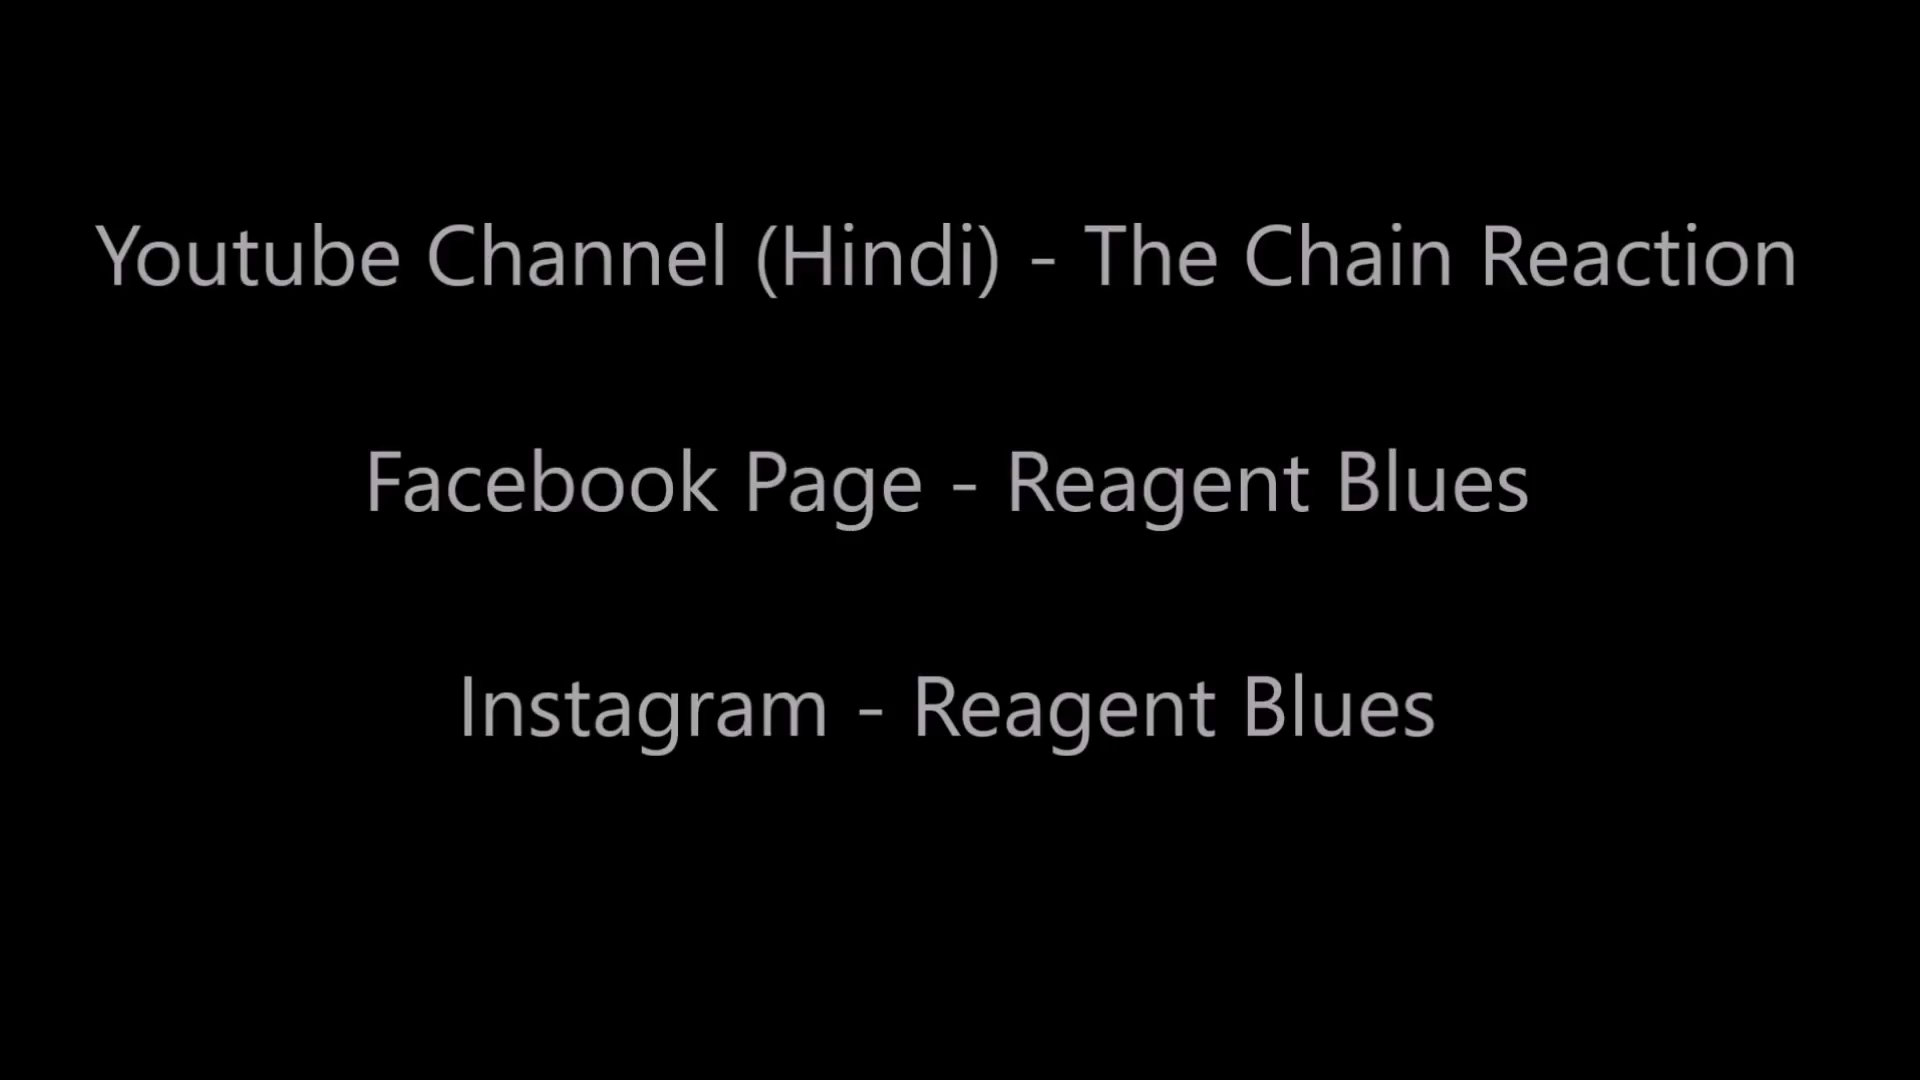 Youtube Channel (Hindi) - The Chain Reaction
Facebook Page - Reagent Blues
Instagram - Reagent Blues